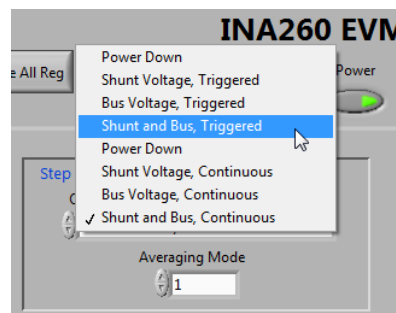 INA260 EVM
e All Reg
Power
Power Down
Shunt Voltage, Triggered
Bus Voltage, Triggered
Shunt and Bus, Triggered
Power Down
Shunt Voltage, Continuous
Bus Voltage, Continuous
✓ Shunt and Bus, Continuous
Step
Averaging Mode
1